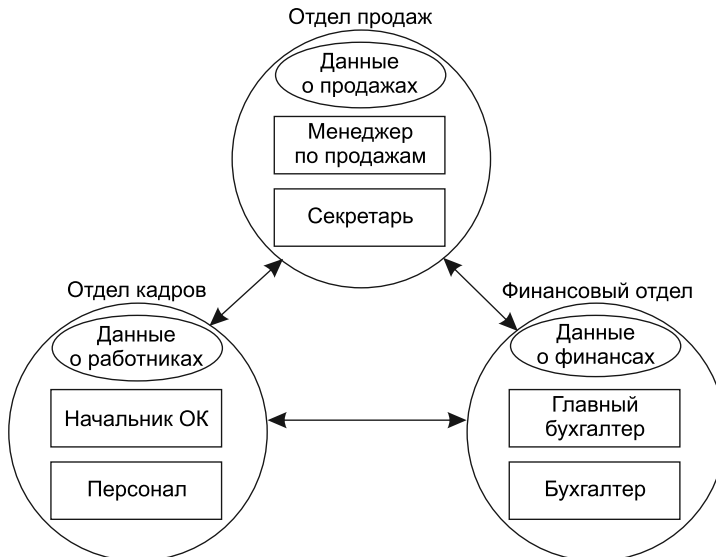 Отдел продаж
Данные
о продажах
Менеджер
по продажам
Секретарь
Отдел кадров
Данные
о работниках
Начальник ОК
Персонал
Финансовый отдел
Данные
о финансах
Главный
бухгалтер
Бухгалтер